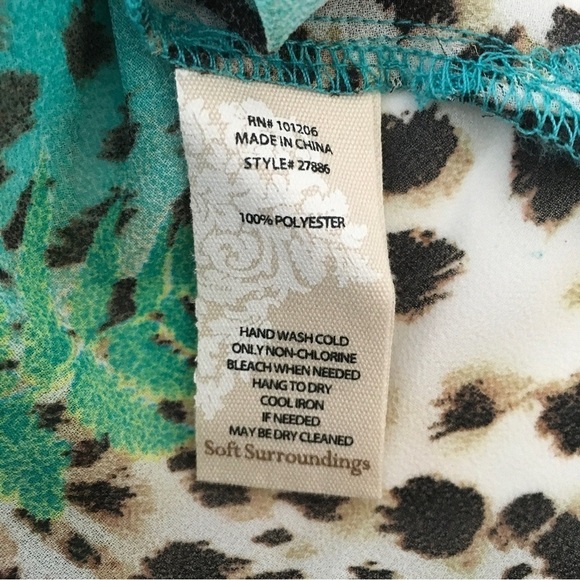 RN# 101206
MADE IN CHINA
STYLE# 27886
100% POLYESTER
HAND WASH COLD
ONLY NON-CHLORINE
BLEACH WHEN NEEDED
HANG TO DRY
COOL IRON
IF NEEDED
MAY BE DRY CLEANED
Soft Surroundings